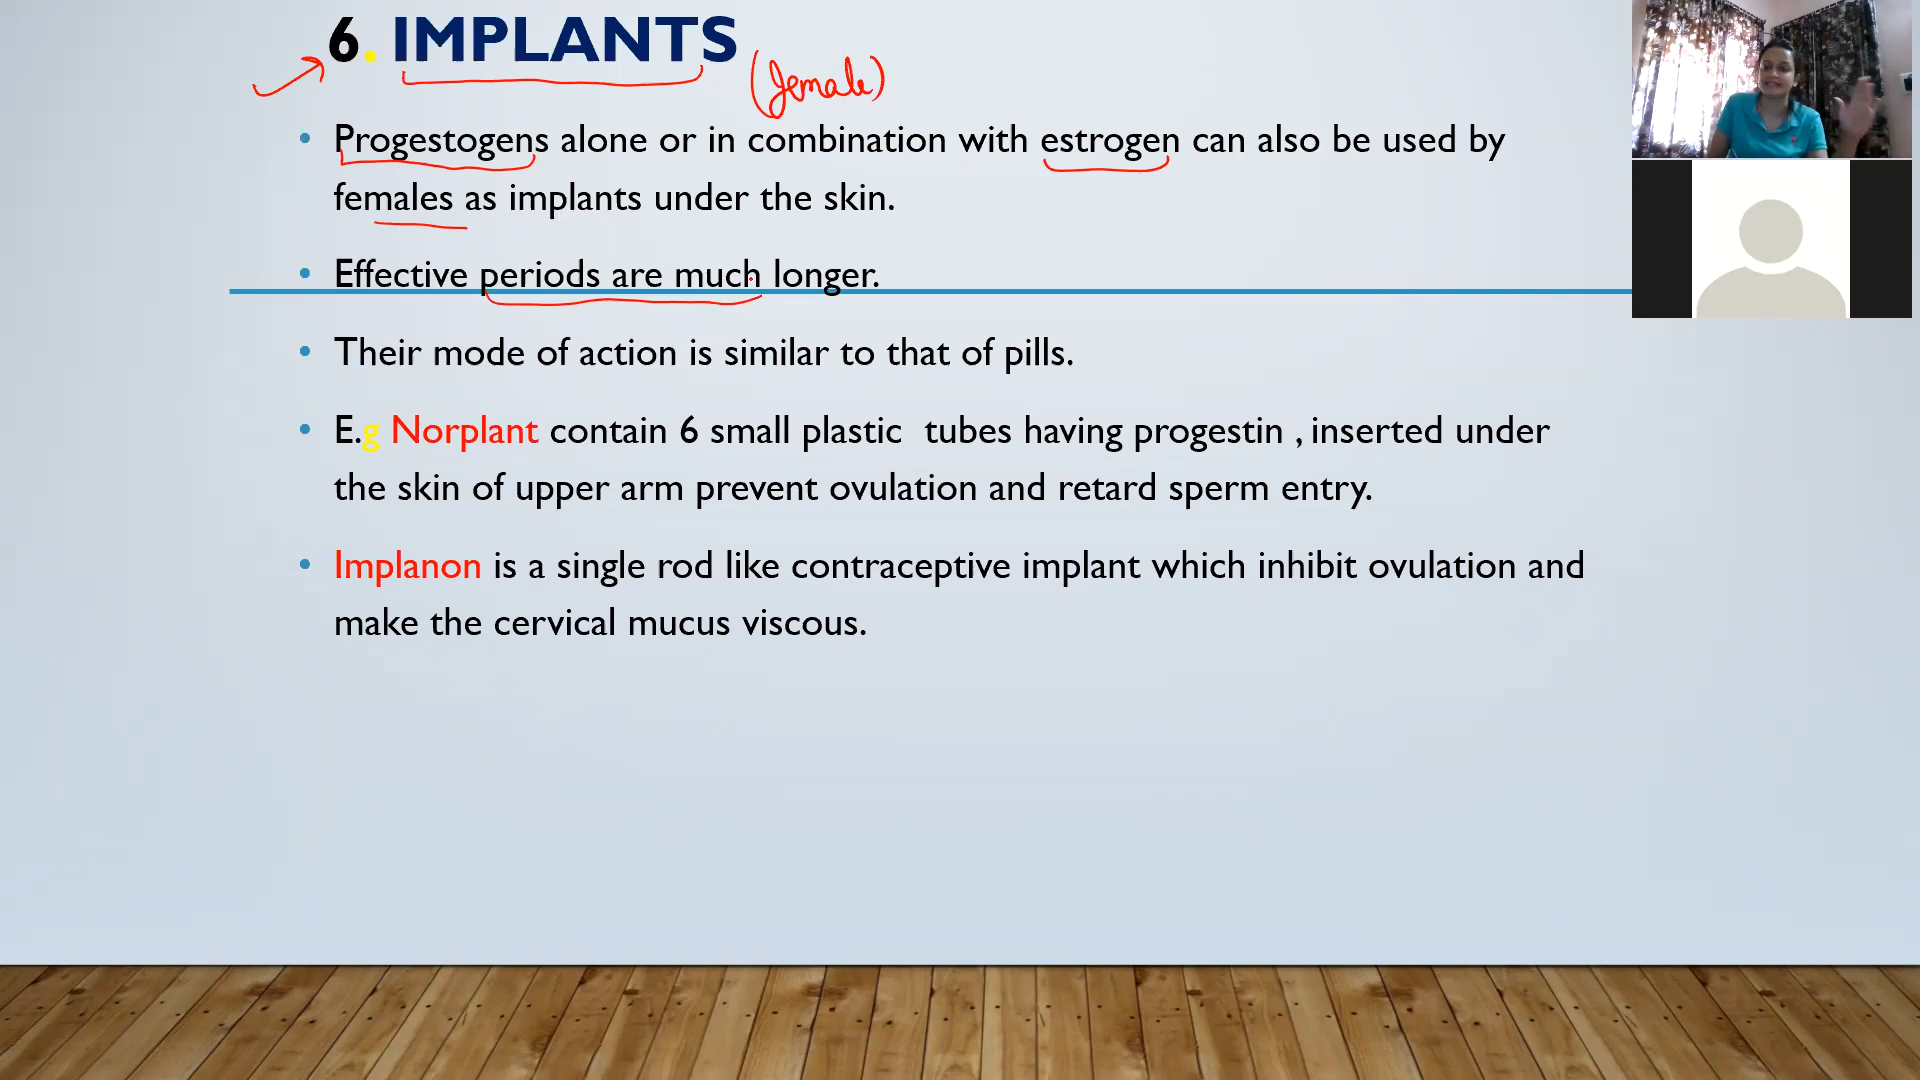 6. IMPLANTS
(female)
• Progestogens alone or in combination with estrogen can also be used by
females as implants under the skin.
• Effective periods are much longer.
• Their mode of action is similar to that of pills.
• E.g Norplant contain 6 small plastic tubes having progestin , inserted under
the skin of upper arm prevent ovulation and retard sperm entry.
• Implanon is a single rod like contraceptive implant which inhibit ovulation and
make the cervical mucus viscous.